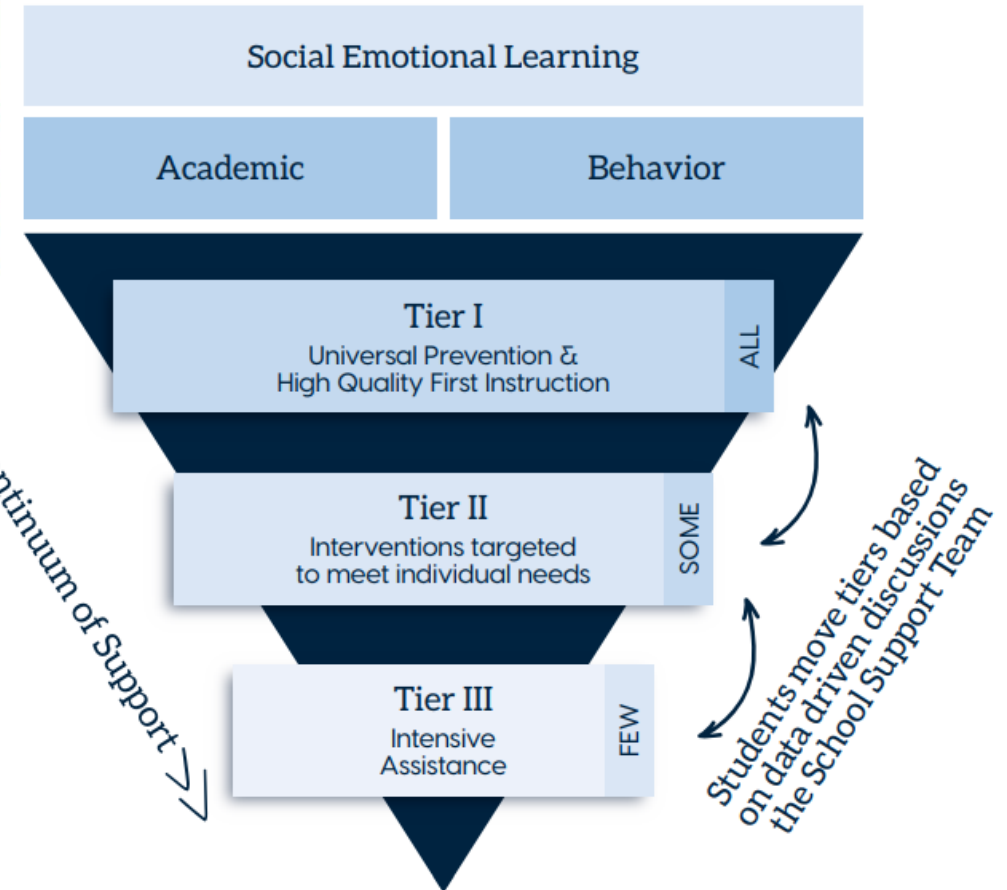 Social Emotional Learning
Academic
Behavior
Tier I
Universal Prevention &
High Quality First Instruction
ALL
Tier II
Interventions targeted
to meet individual needs
SOME
Tier III
Intensive
Assistance
FEW
of Support
Students move tiers based
on data driven discussions
the School Support Team